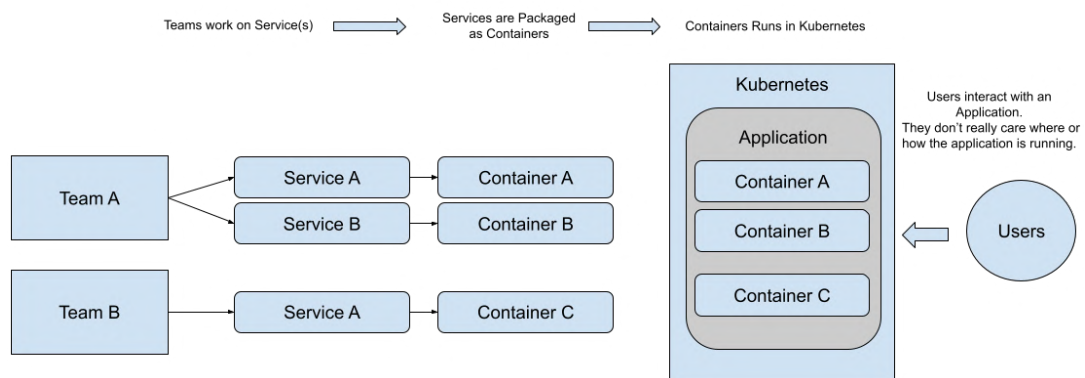 Teams work on Service(s)
Services are Packaged
as Containers
Containers Runs in Kubernetes
Kubernetes
Users interact with an
Application.
They don’t really care where or
how the application is running.
Application
Team A
Service A
Container A
Service B
Container B
Team B
Service A
Container C
Container A
Container B
Container C
Users